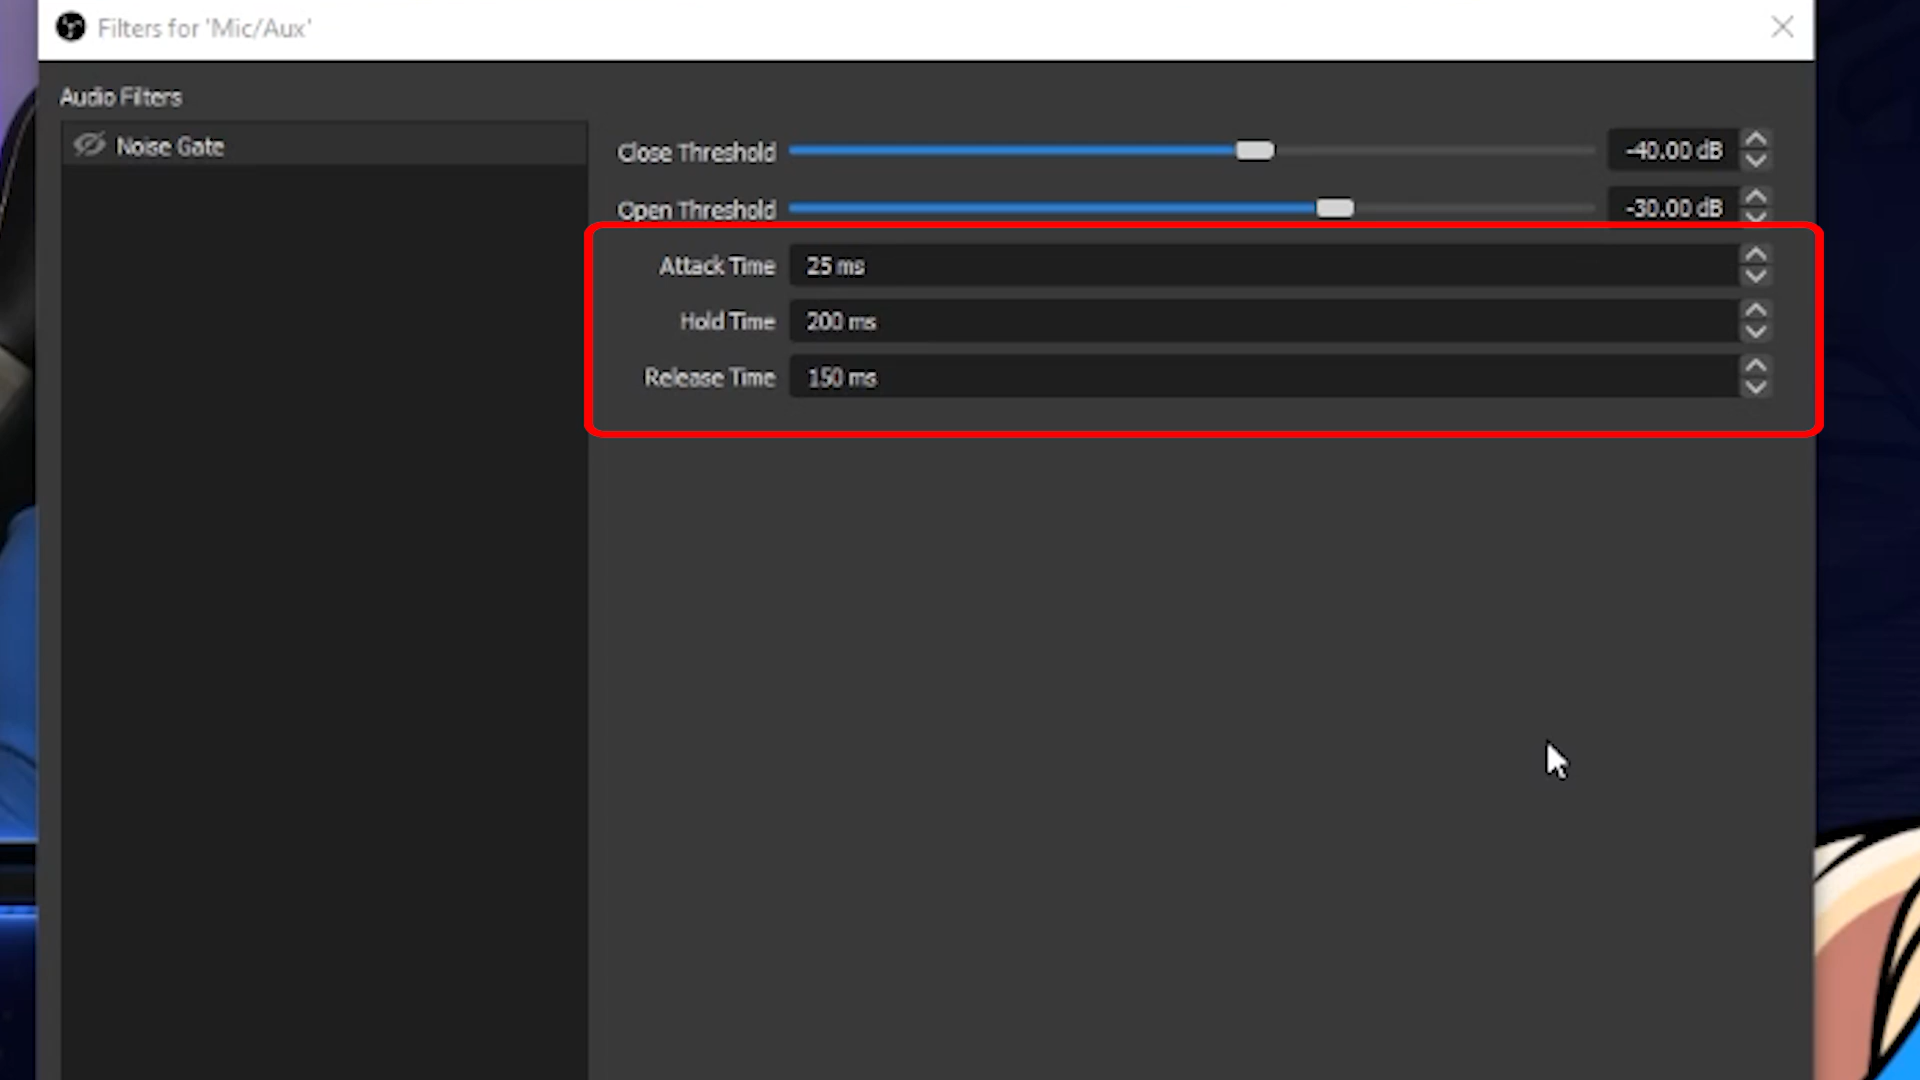 Filters for 'Mic/Aux'
Audio Filters
Noise Gate
Close Threshold -40.00 dB
Open Threshold -30.00 dB
Attack Time 25 ms
Hold Time 200 ms
Release Time 150 ms